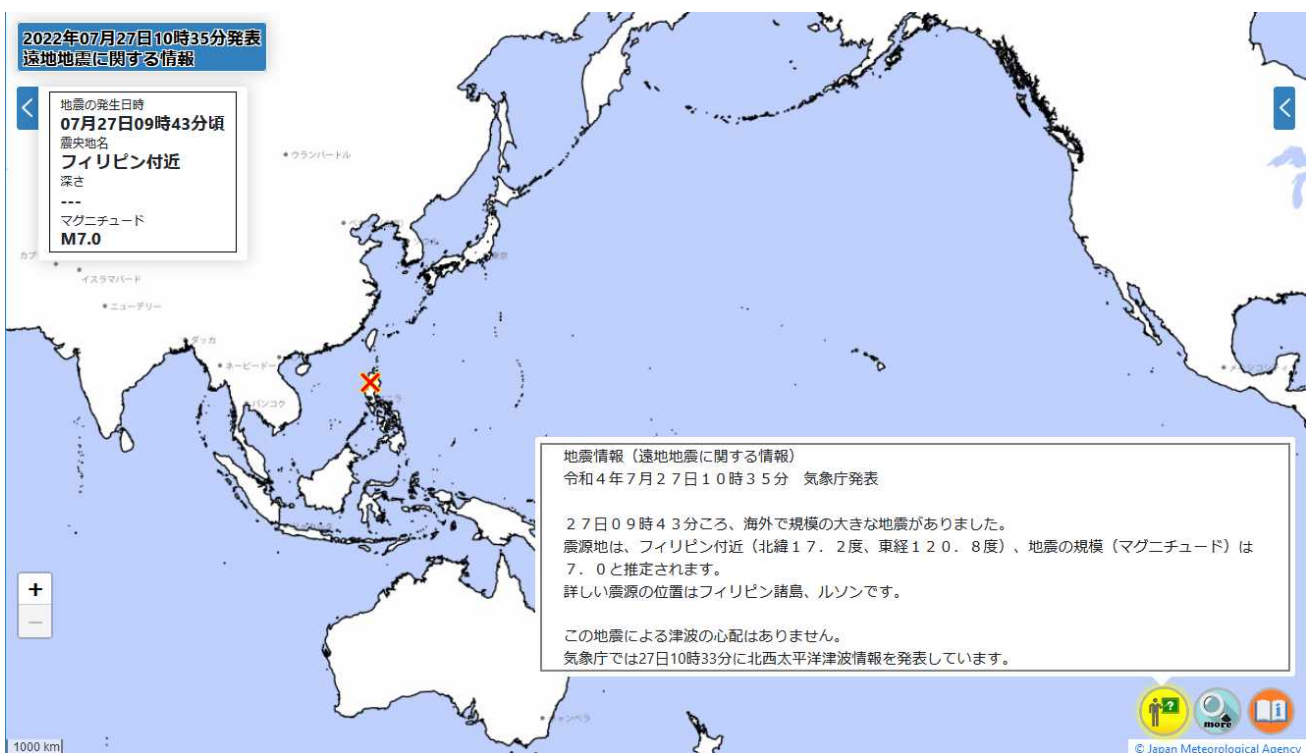 2022年07月27日10時35分発表
遠地地震に関する情報
地震の発生日時
07月27日09時43分頃
震央地名
フィリピン付近
深さ
---
マグニチュード
M7.0
ウランバートル
イスラマバード
ニューデリー
ダッカ
ネーピードー
バンコク
東京
地震情報（遠地地震に関する情報）
令和４年７月２７日１０時３５分　気象庁発表
２７日０９時４３分ころ、海外で規模の大きな地震がありました。
震源地は、フィリピン付近（北緯１７．２度、東経１２０．８度）、地震の規模（マグニチュード）は
７．０と推定されます。
詳しい震源の位置はフィリピン諸島、ルソンです。
この地震による津波の心配はありません。
気象庁では27日10時33分に北西太平洋津波情報を発表しています。
+
−
more
1000 km
© Japan Meteorological Agency